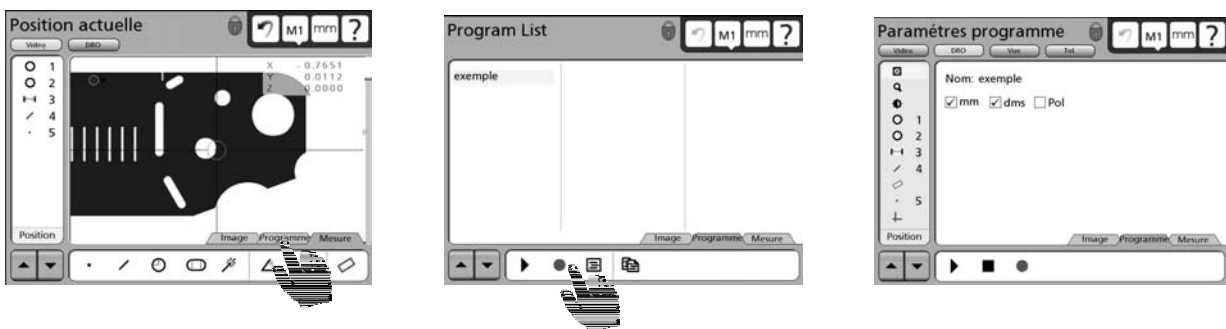 Position actuelle
M1 mm ?
Vidéo DRO
1
2
3
4
5
X - 0.7651
Y 0.0112
Z 0.0000
Position
Image Programme Mesure
Program List
M1 mm ?
exemple
Image Programme Mesure
Paramètres programme
M1 mm ?
Vidéo DRO Vue Tol.
Nom: exemple
mm dms Pol
1
2
3
4
5
Position
Image Programme Mesure